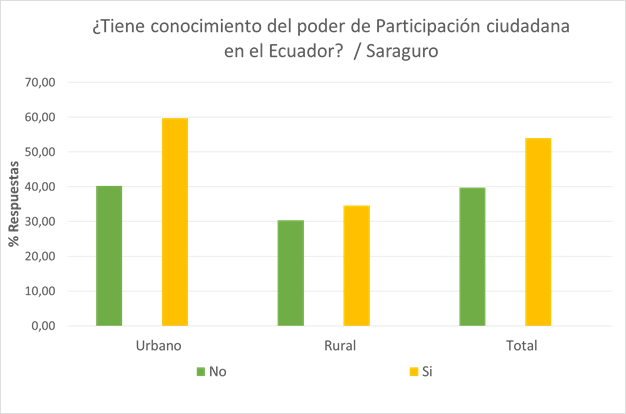 ¿Tiene conocimiento del poder de Participación ciudadana
en el Ecuador?  / Saraguro
70,00
60,00
50,00
40,00
30,00
20,00
10,00
0,00
% Respuestas
Urbano Rural Total
No Si